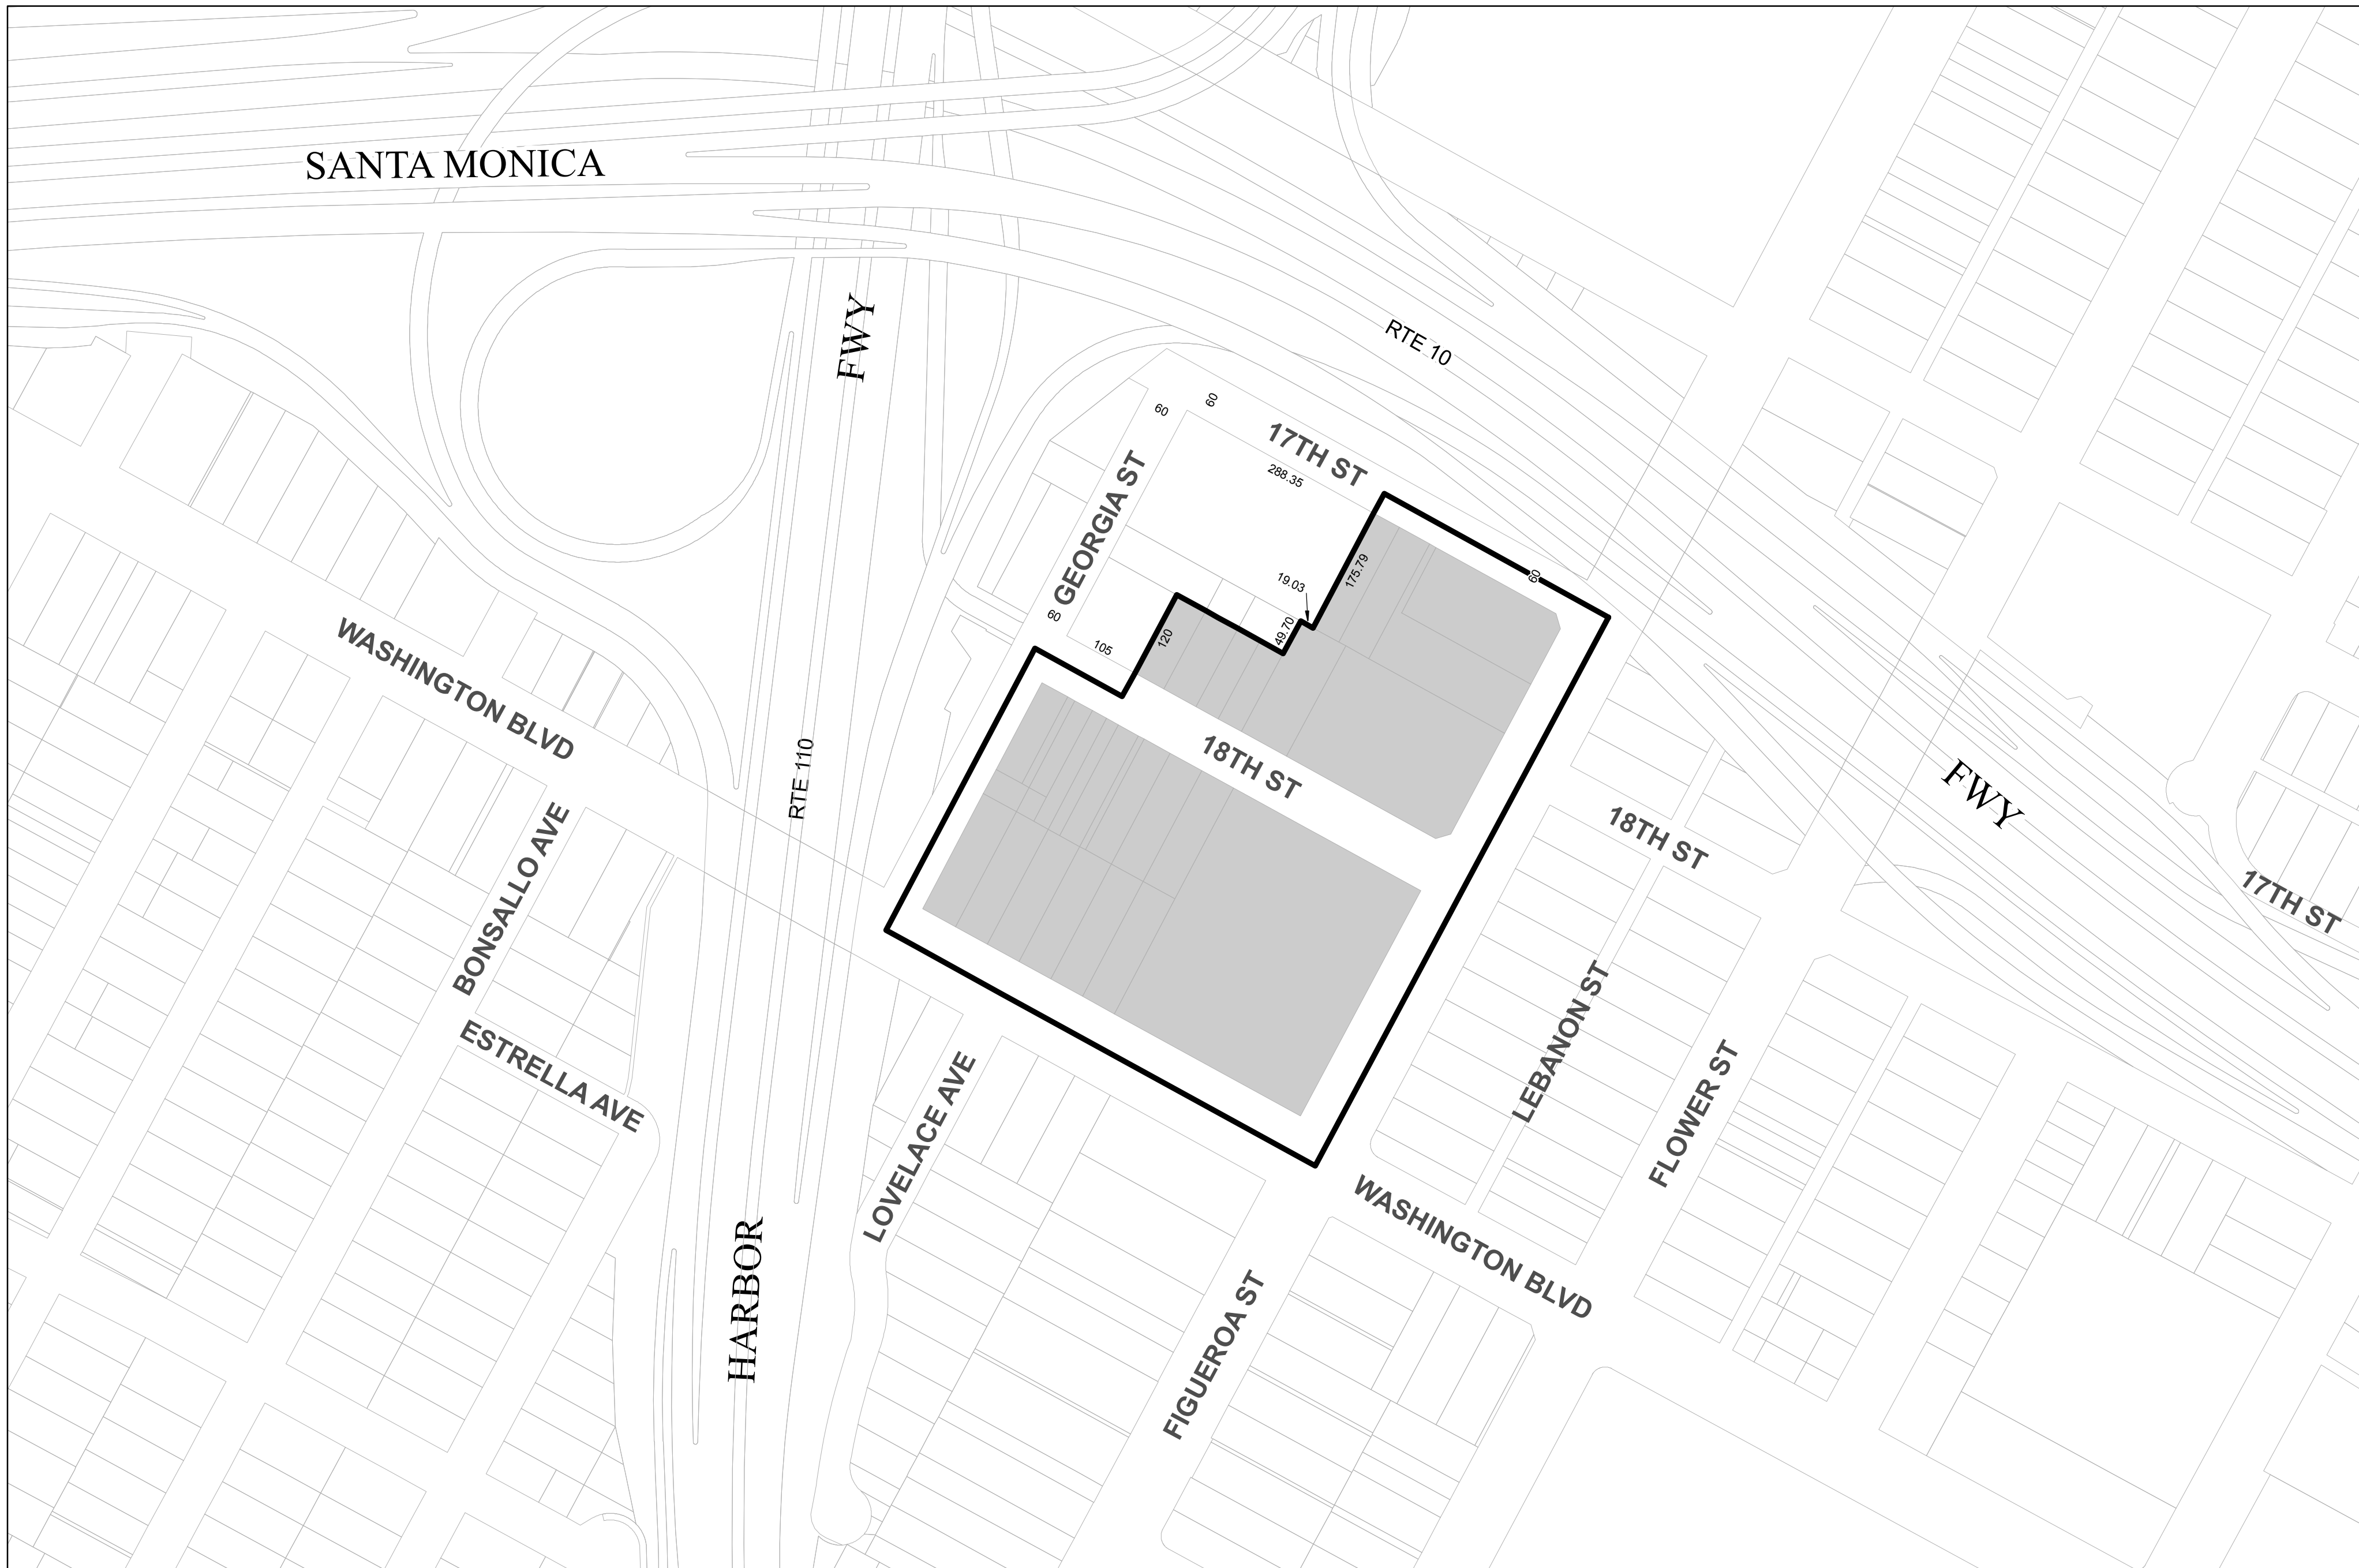 SANTA MONICA
FWY
RTE 10
60
60
17TH ST
288.35
GEORGIA ST
175.79
60
19.03
49.70
60
120
105
WASHINGTON BLVD
18TH ST
RTE 110
FWY
18TH ST
17TH ST
BONSALLO AVE
ESTRELLA AVE
LEBANON ST
FLOWER ST
LOVELACE AVE
WASHINGTON BLVD
HARBOR
FIGUEROA ST